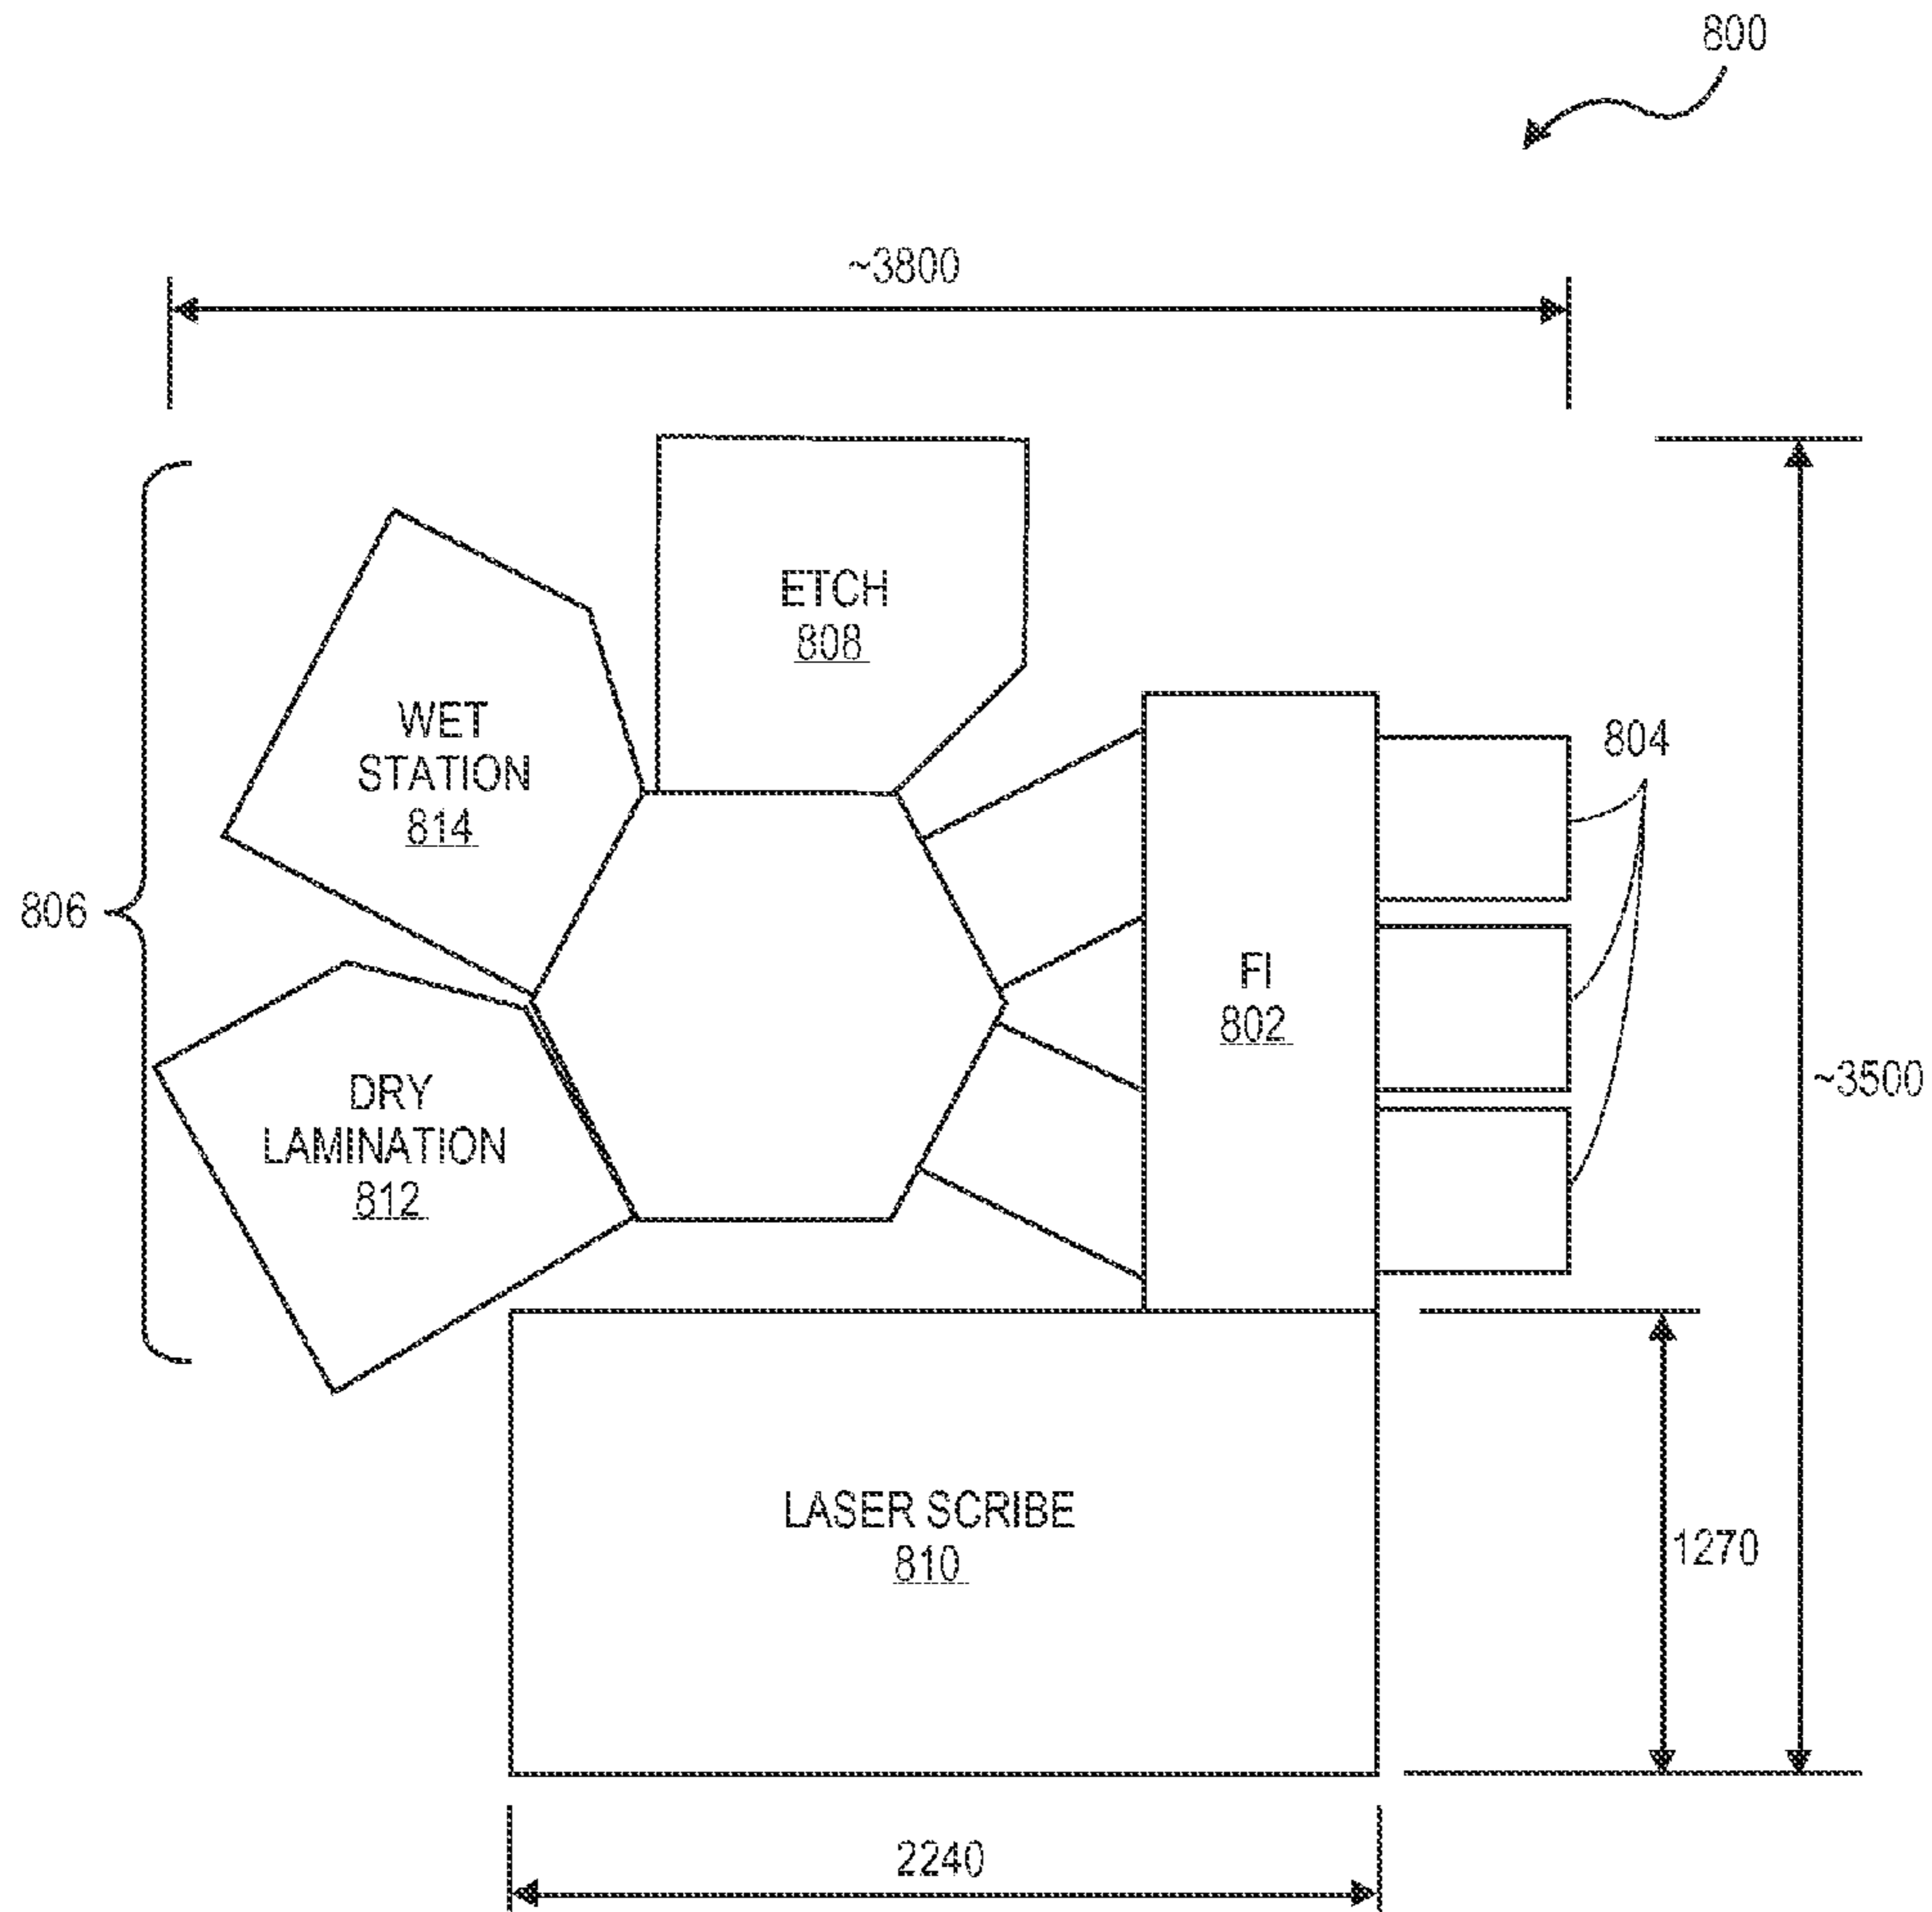 800
~3800
ETCH
808
WET
STATION
814
804
806
FI
802
DRY
LAMINATION
812
~3500
LASER SCRIBE
810
1270
2240